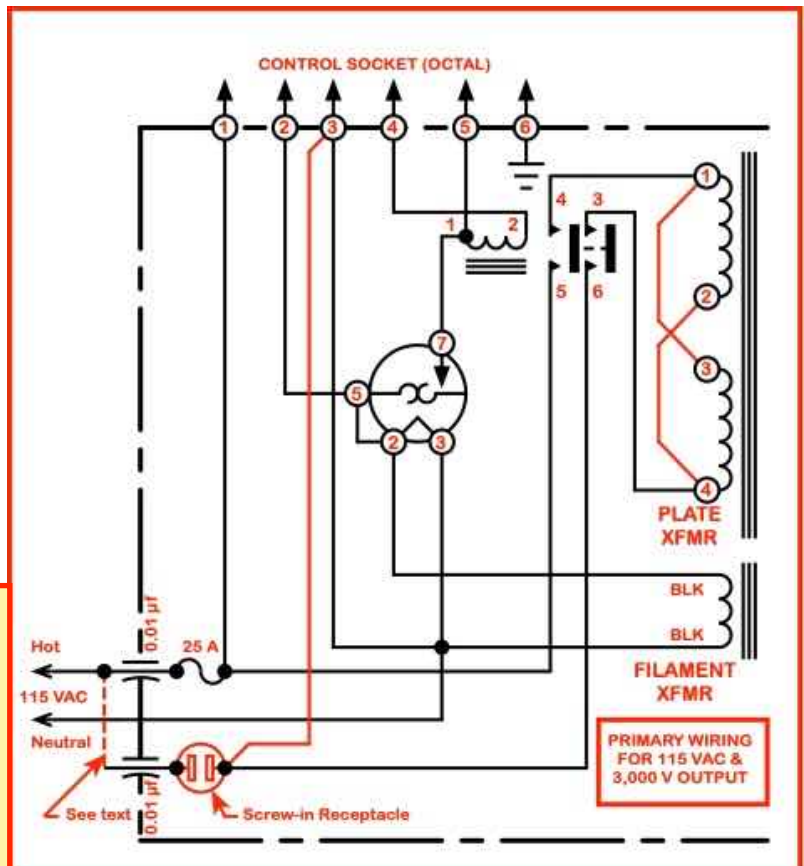 CONTROL SOCKET (OCTAL)
1 2 3 4 5 6
4 3
1 2
5 6
7
5
2 3
1
2
3
4
PLATE
XFMR
BLK
BLK
FILAMENT
XFMR
Hot
0.01 µf
25 A
115 VAC
Neutral
0.01 µf
See text
Screw-in Receptacle
PRIMARY WIRING
FOR 115 VAC &
3,000 V OUTPUT